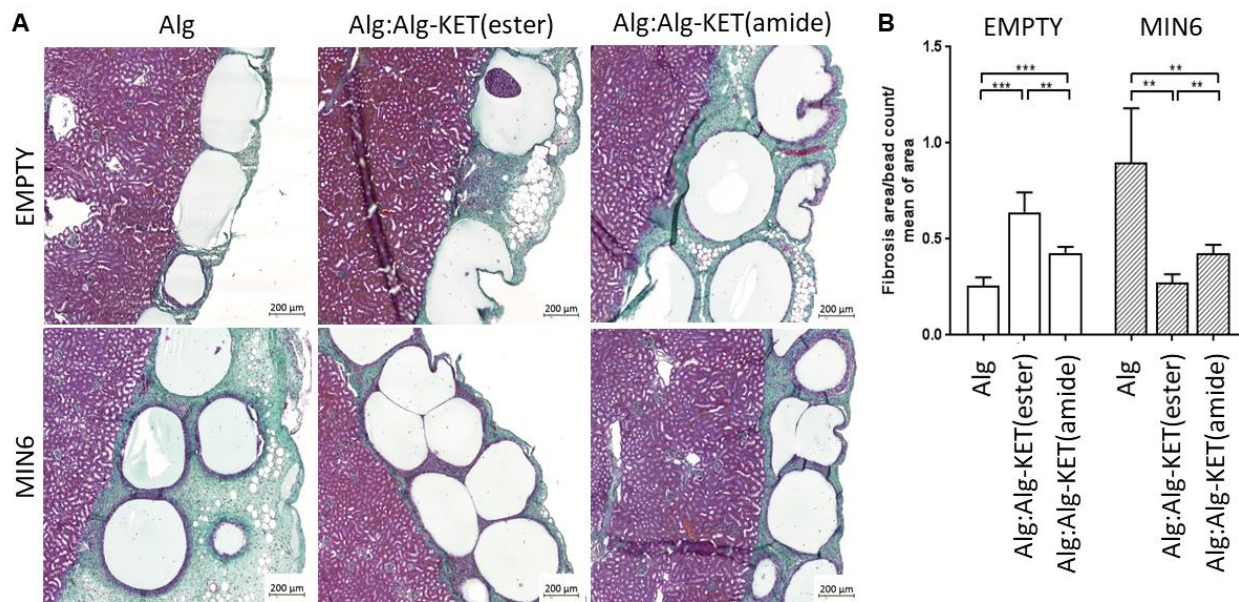 A
Alg
Alg:Alg-KET(ester)
Alg:Alg-KET(amide)
EMPTY
200 µm
200 µm
200 µm
MIN6
200 µm
200 µm
200 µm
B
EMPTY
MIN6
Fibrosis area/bead count/
mean of area
1.5
1.0
0.5
0.0
***
***
**
**
**
**
Alg
Alg:Alg-KET(ester)
Alg:Alg-KET(amide)
Alg
Alg:Alg-KET(ester)
Alg:Alg-KET(amide)